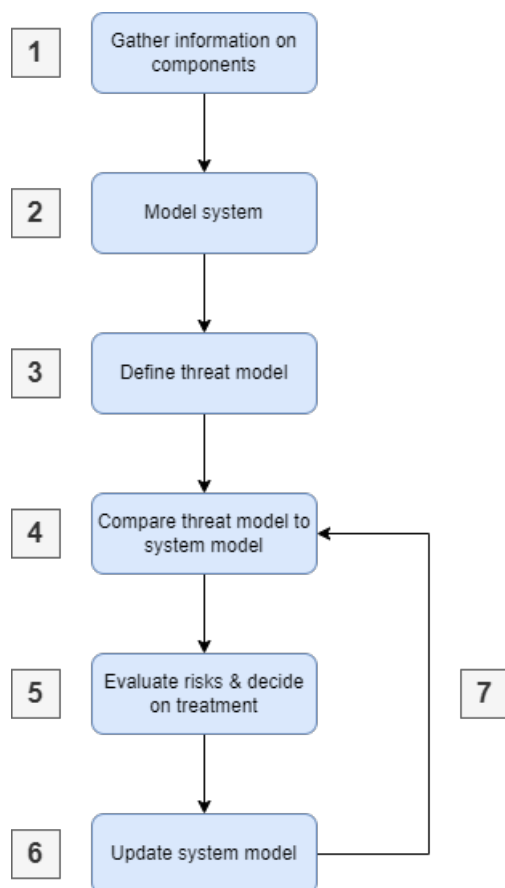 1
Gather information on
components
2
Model system
3
Define threat model
4
Compare threat model to
system model
5
Evaluate risks & decide
on treatment
7
6
Update system model